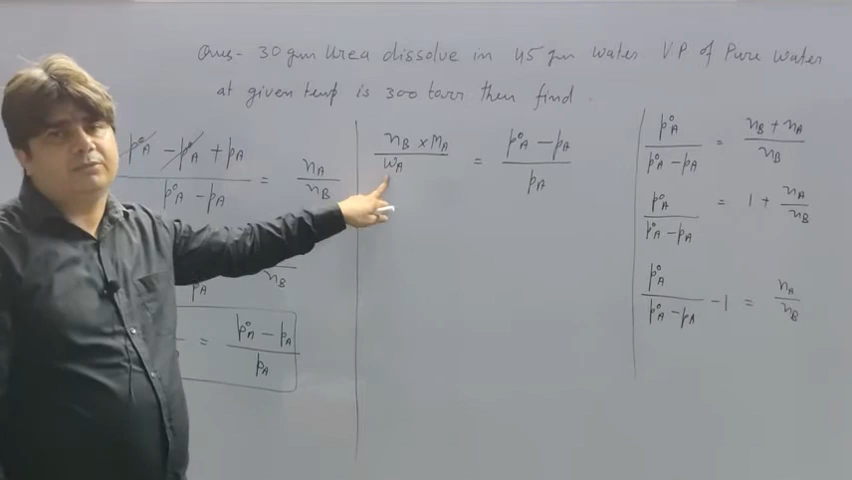 Ques- 30 gm Urea dissolve in 45 gm water VP of Pure water
at given temp is 300 tarr then find.
p°A - p°A + pA / p°A - pA = nA / nB
pA nB
= p°A - pA / pA
nB × MA / wA = p°A - pA / pA
p°A / p°A - pA = nB + nA / nB
p°A / p°A - pA = 1 + nA / nB
p°A / p°A - pA - 1 = nA / nB